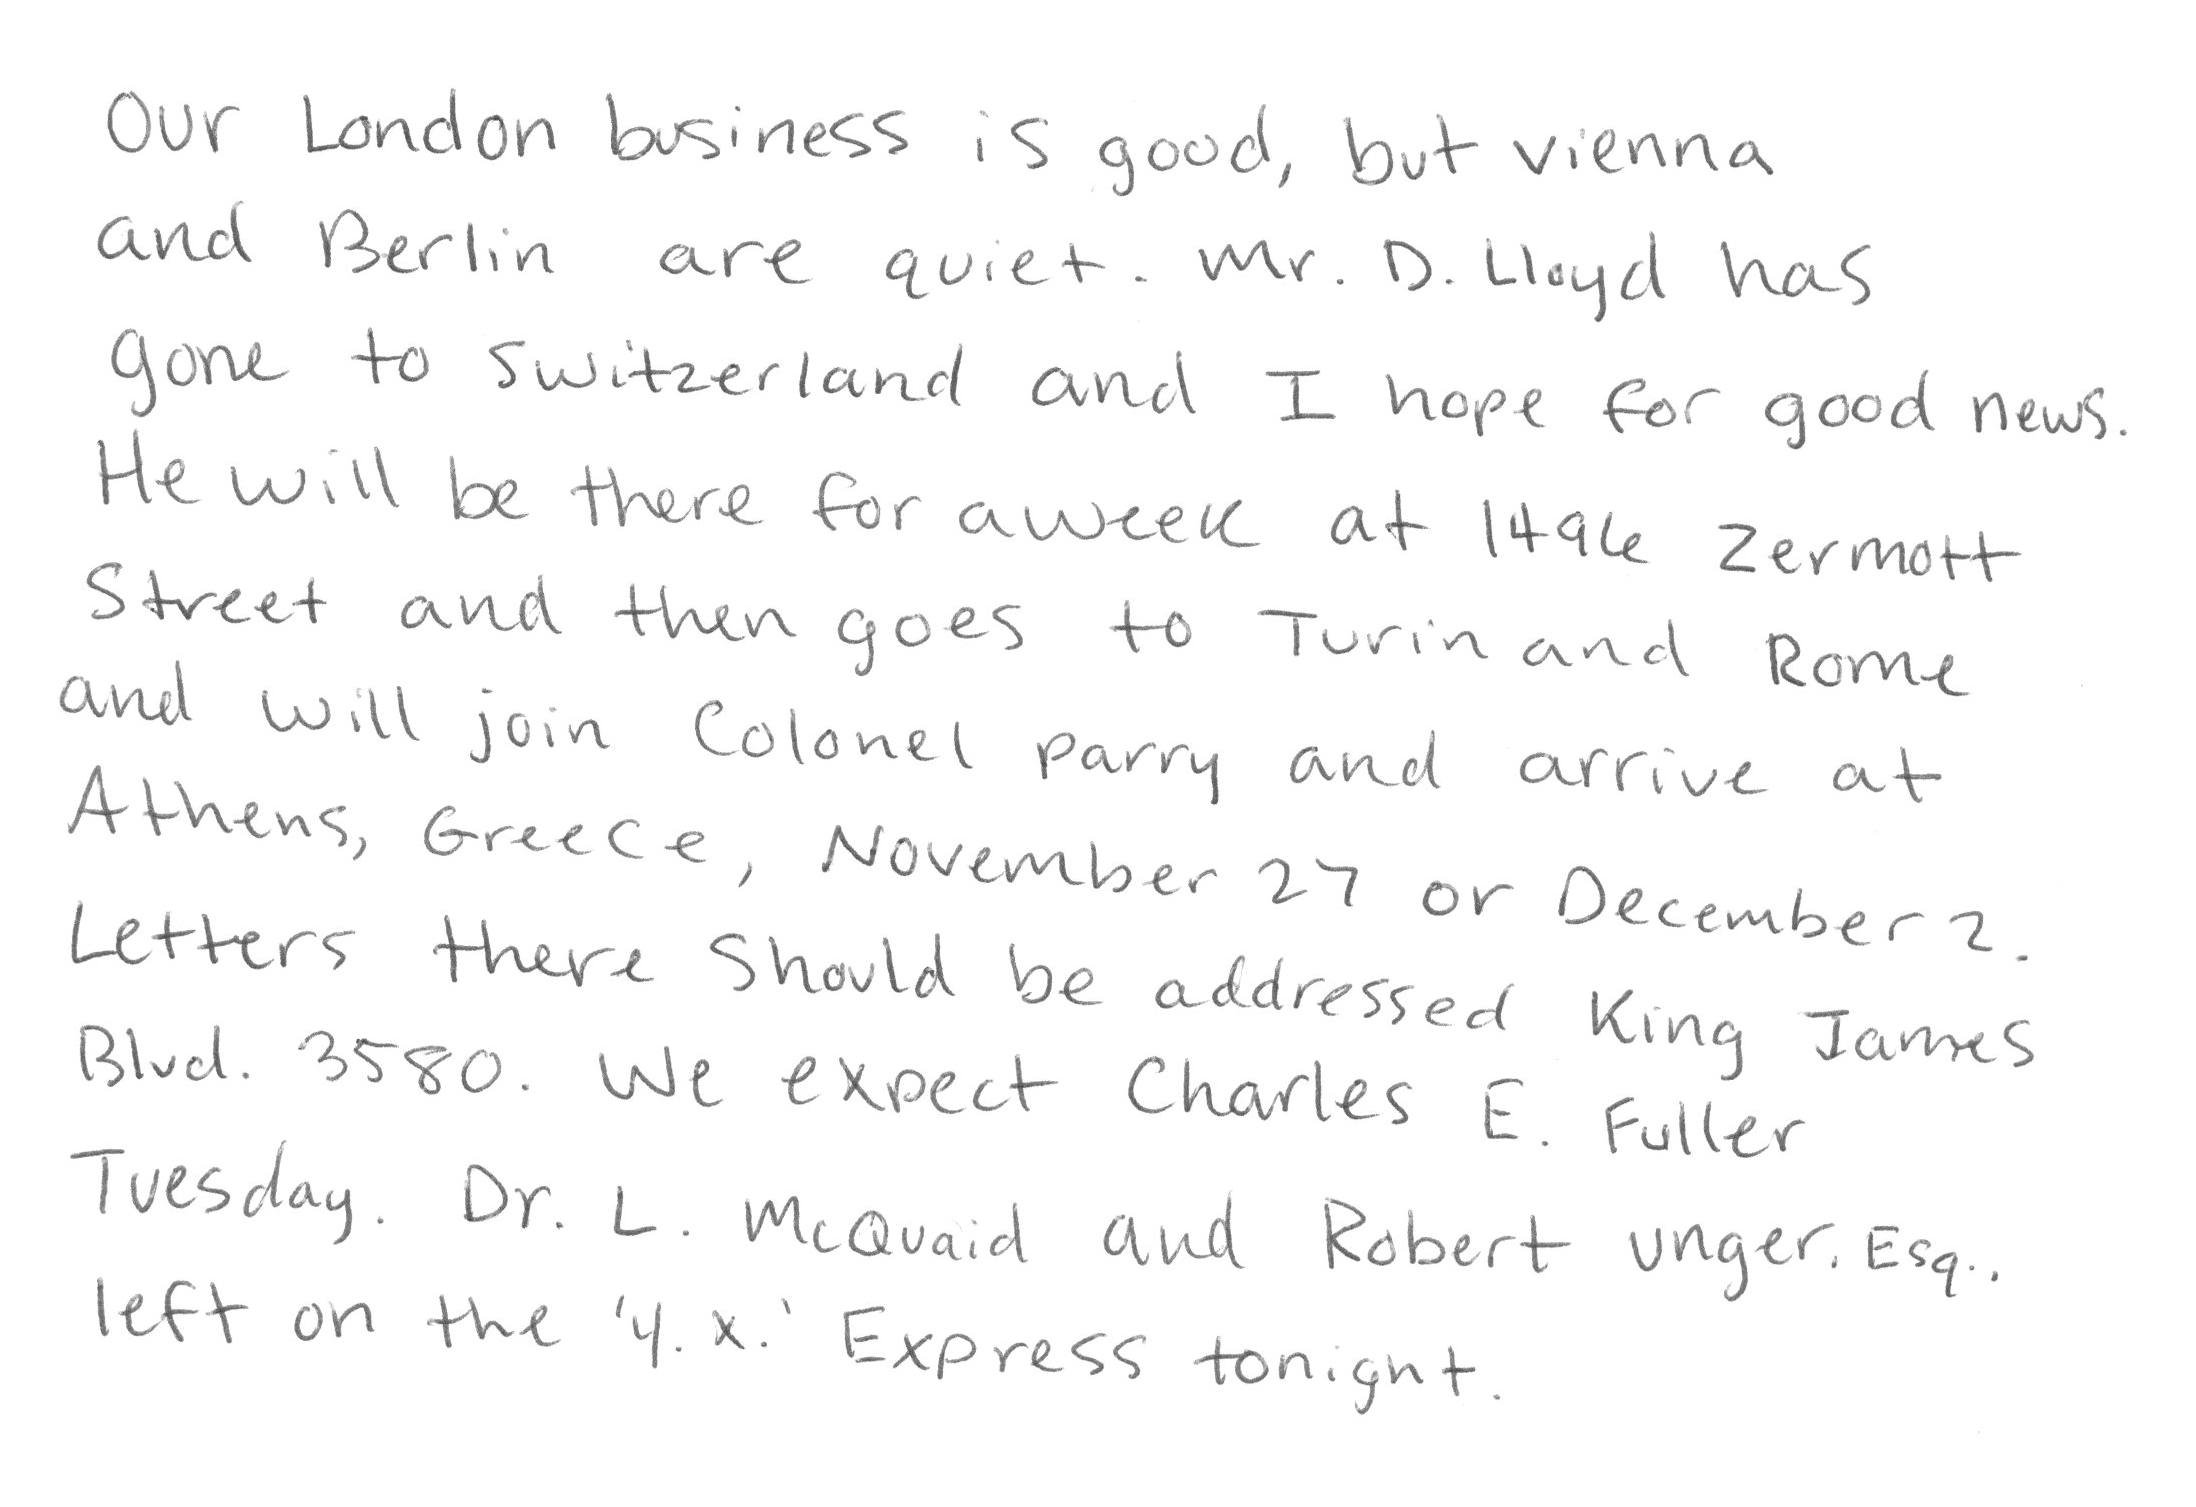 Our London business is good, but vienna
and Berlin are quiet. Mr. D. Lloyd has
gone to Switzerland and I hope for good news.
He will be there for a week at 1496 Zermott
Street and then goes to Turin and Rome
and will join Colonel Parry and arrive at
Athens, Greece, November 27 or December 2.
Letters there Should be addressed King James
Blvd. 3580. We expect Charles E. Fuller
Tuesday. Dr. L. McQuaid and Robert Unger. Esq.,
left on the 'Y. X.' Express tonight.